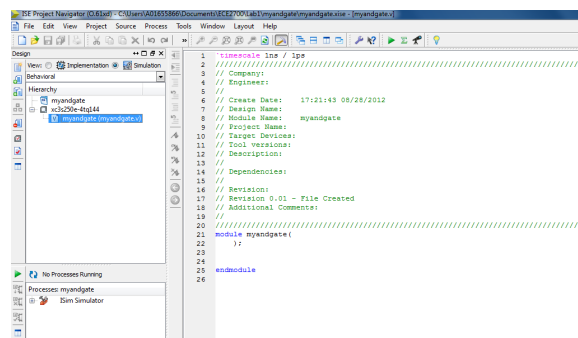 ISE Project Navigator (O.61xd) - C:\Users\A01655866\Documents\ECE2700\Lab1\myandgate\myandgate.xise - [myandgate.v]
File Edit View Project Source Process Tools Window Layout Help
Design
View: Implementation Simulation
Behavioral
Hierarchy
myandgate
xc3s250e-4tq144
myandgate (myandgate.v)
No Processes Running
Processes: myandgate
ISim Simulator
1 `timescale 1ns / 1ps
2 //////////////////////////////////////////////////////////////////////
3 // Company:
4 // Engineer:
5 //
6 // Create Date: 17:21:43 08/28/2012
7 // Design Name:
8 // Module Name: myandgate
9 // Project Name:
10 // Target Devices:
11 // Tool versions:
12 // Description:
13 //
14 // Dependencies:
15 //
16 // Revision:
17 // Revision 0.01 - File Created
18 // Additional Comments:
19 //
20 //////////////////////////////////////////////////////////////////////
21 module myandgate(
22 );
23
24
25 endmodule
26